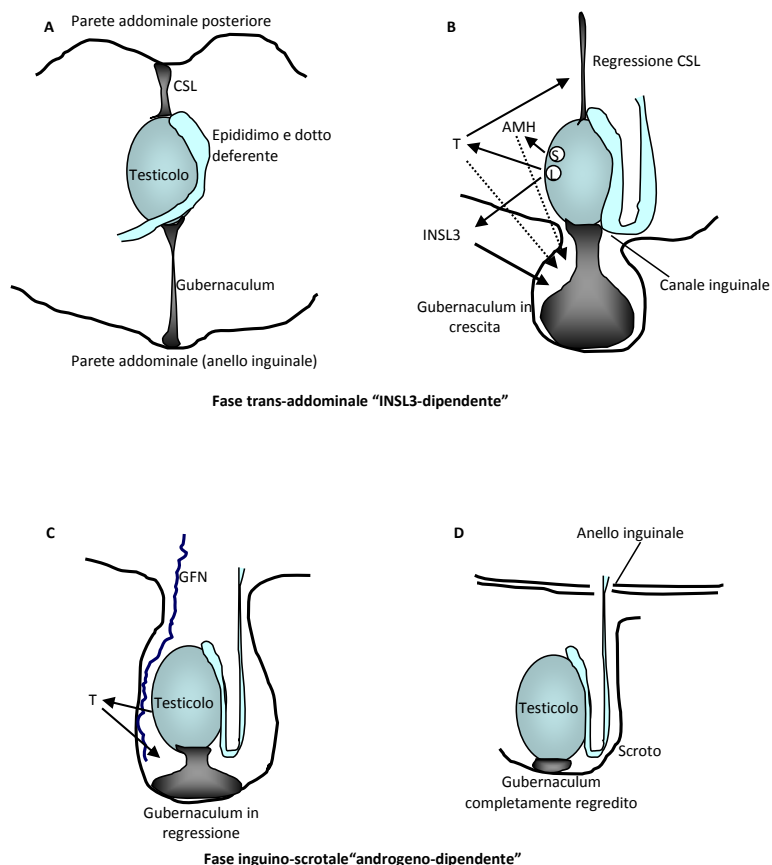 A
Parete addominale posteriore
CSL
Epididimo e dotto
deferente
Testicolo
Gubernaculum
Parete addominale (anello inguinale)
B
Regressione CSL
AMH
T
S
L
INSL3
Canale inguinale
Gubernaculum in
crescita
Fase trans-addominale “INSL3-dipendente”
C
GFN
T
Testicolo
Gubernaculum in
regressione
D
Anello inguinale
Testicolo
Scroto
Gubernaculum
completamente regredito
Fase inguino-scrotale“androgeno-dipendente”